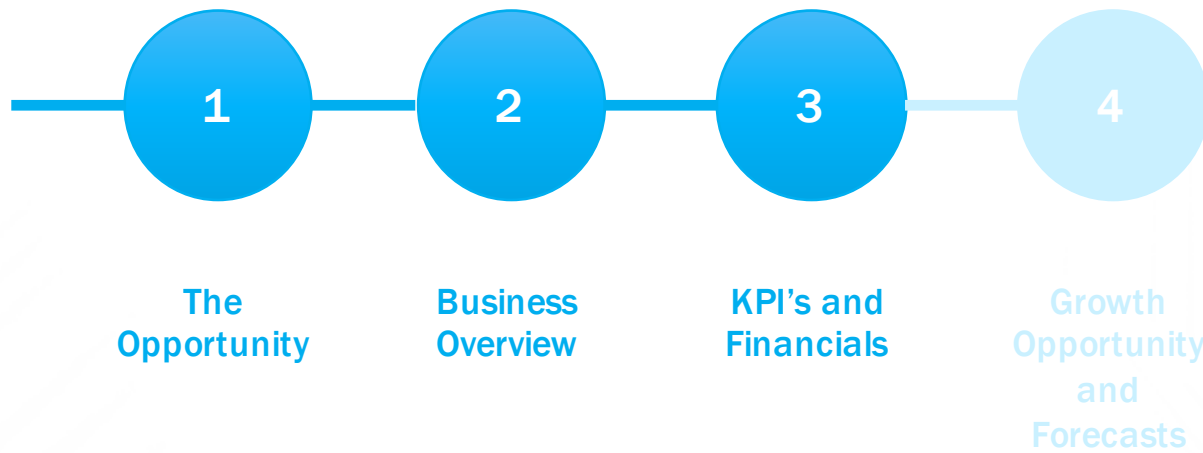 1
2
3
4
The
Opportunity
Business
Overview
KPI's and
Financials
Growth
Opportunity
and
Forecasts